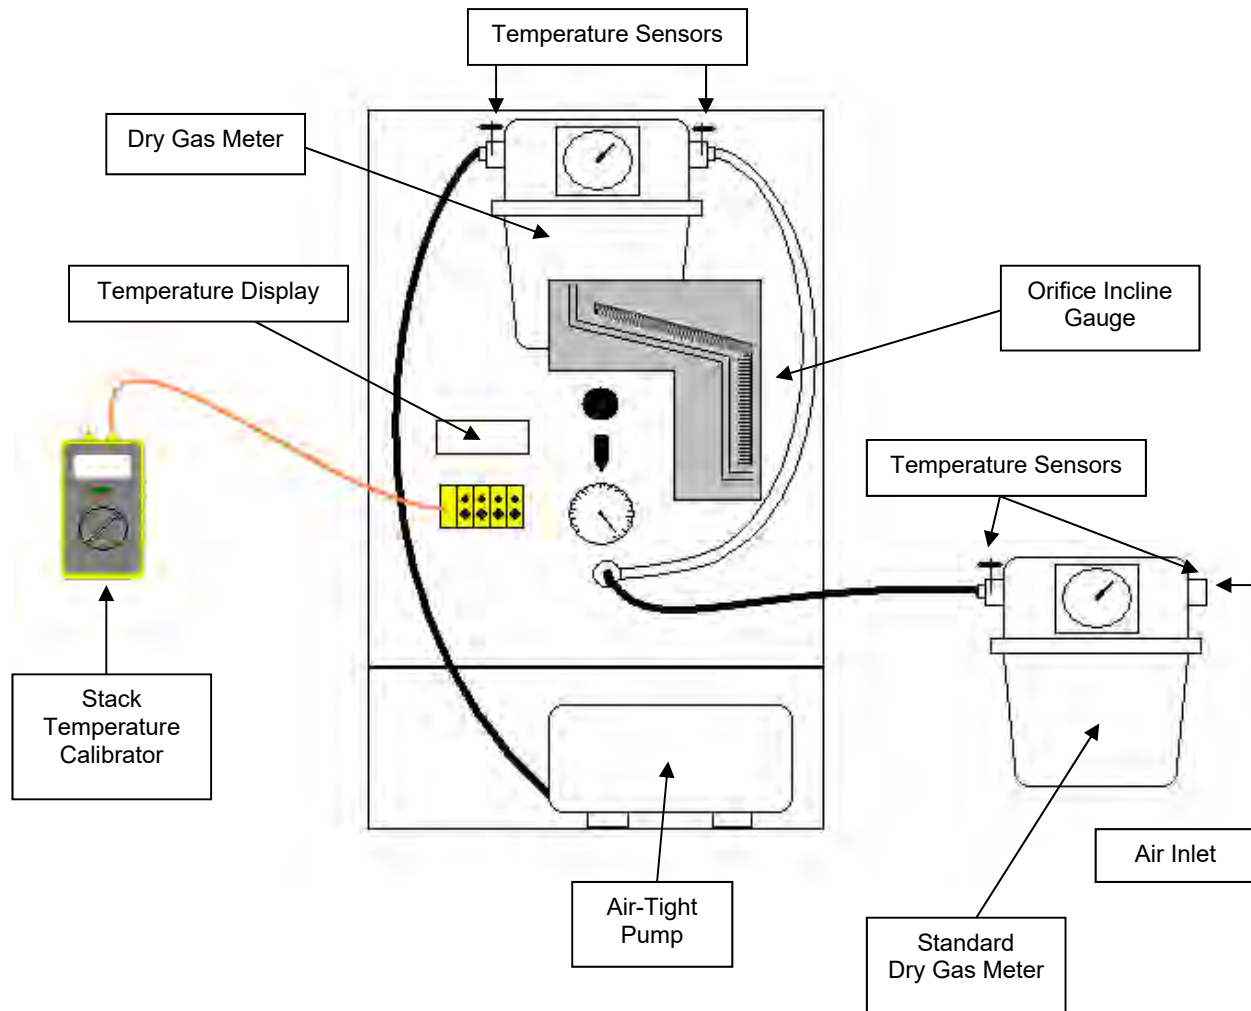 Temperature Sensors
Dry Gas Meter
Temperature Display
Orifice Incline
Gauge
Temperature Sensors
Stack
Temperature
Calibrator
Air Inlet
Air-Tight
Pump
Standard
Dry Gas Meter